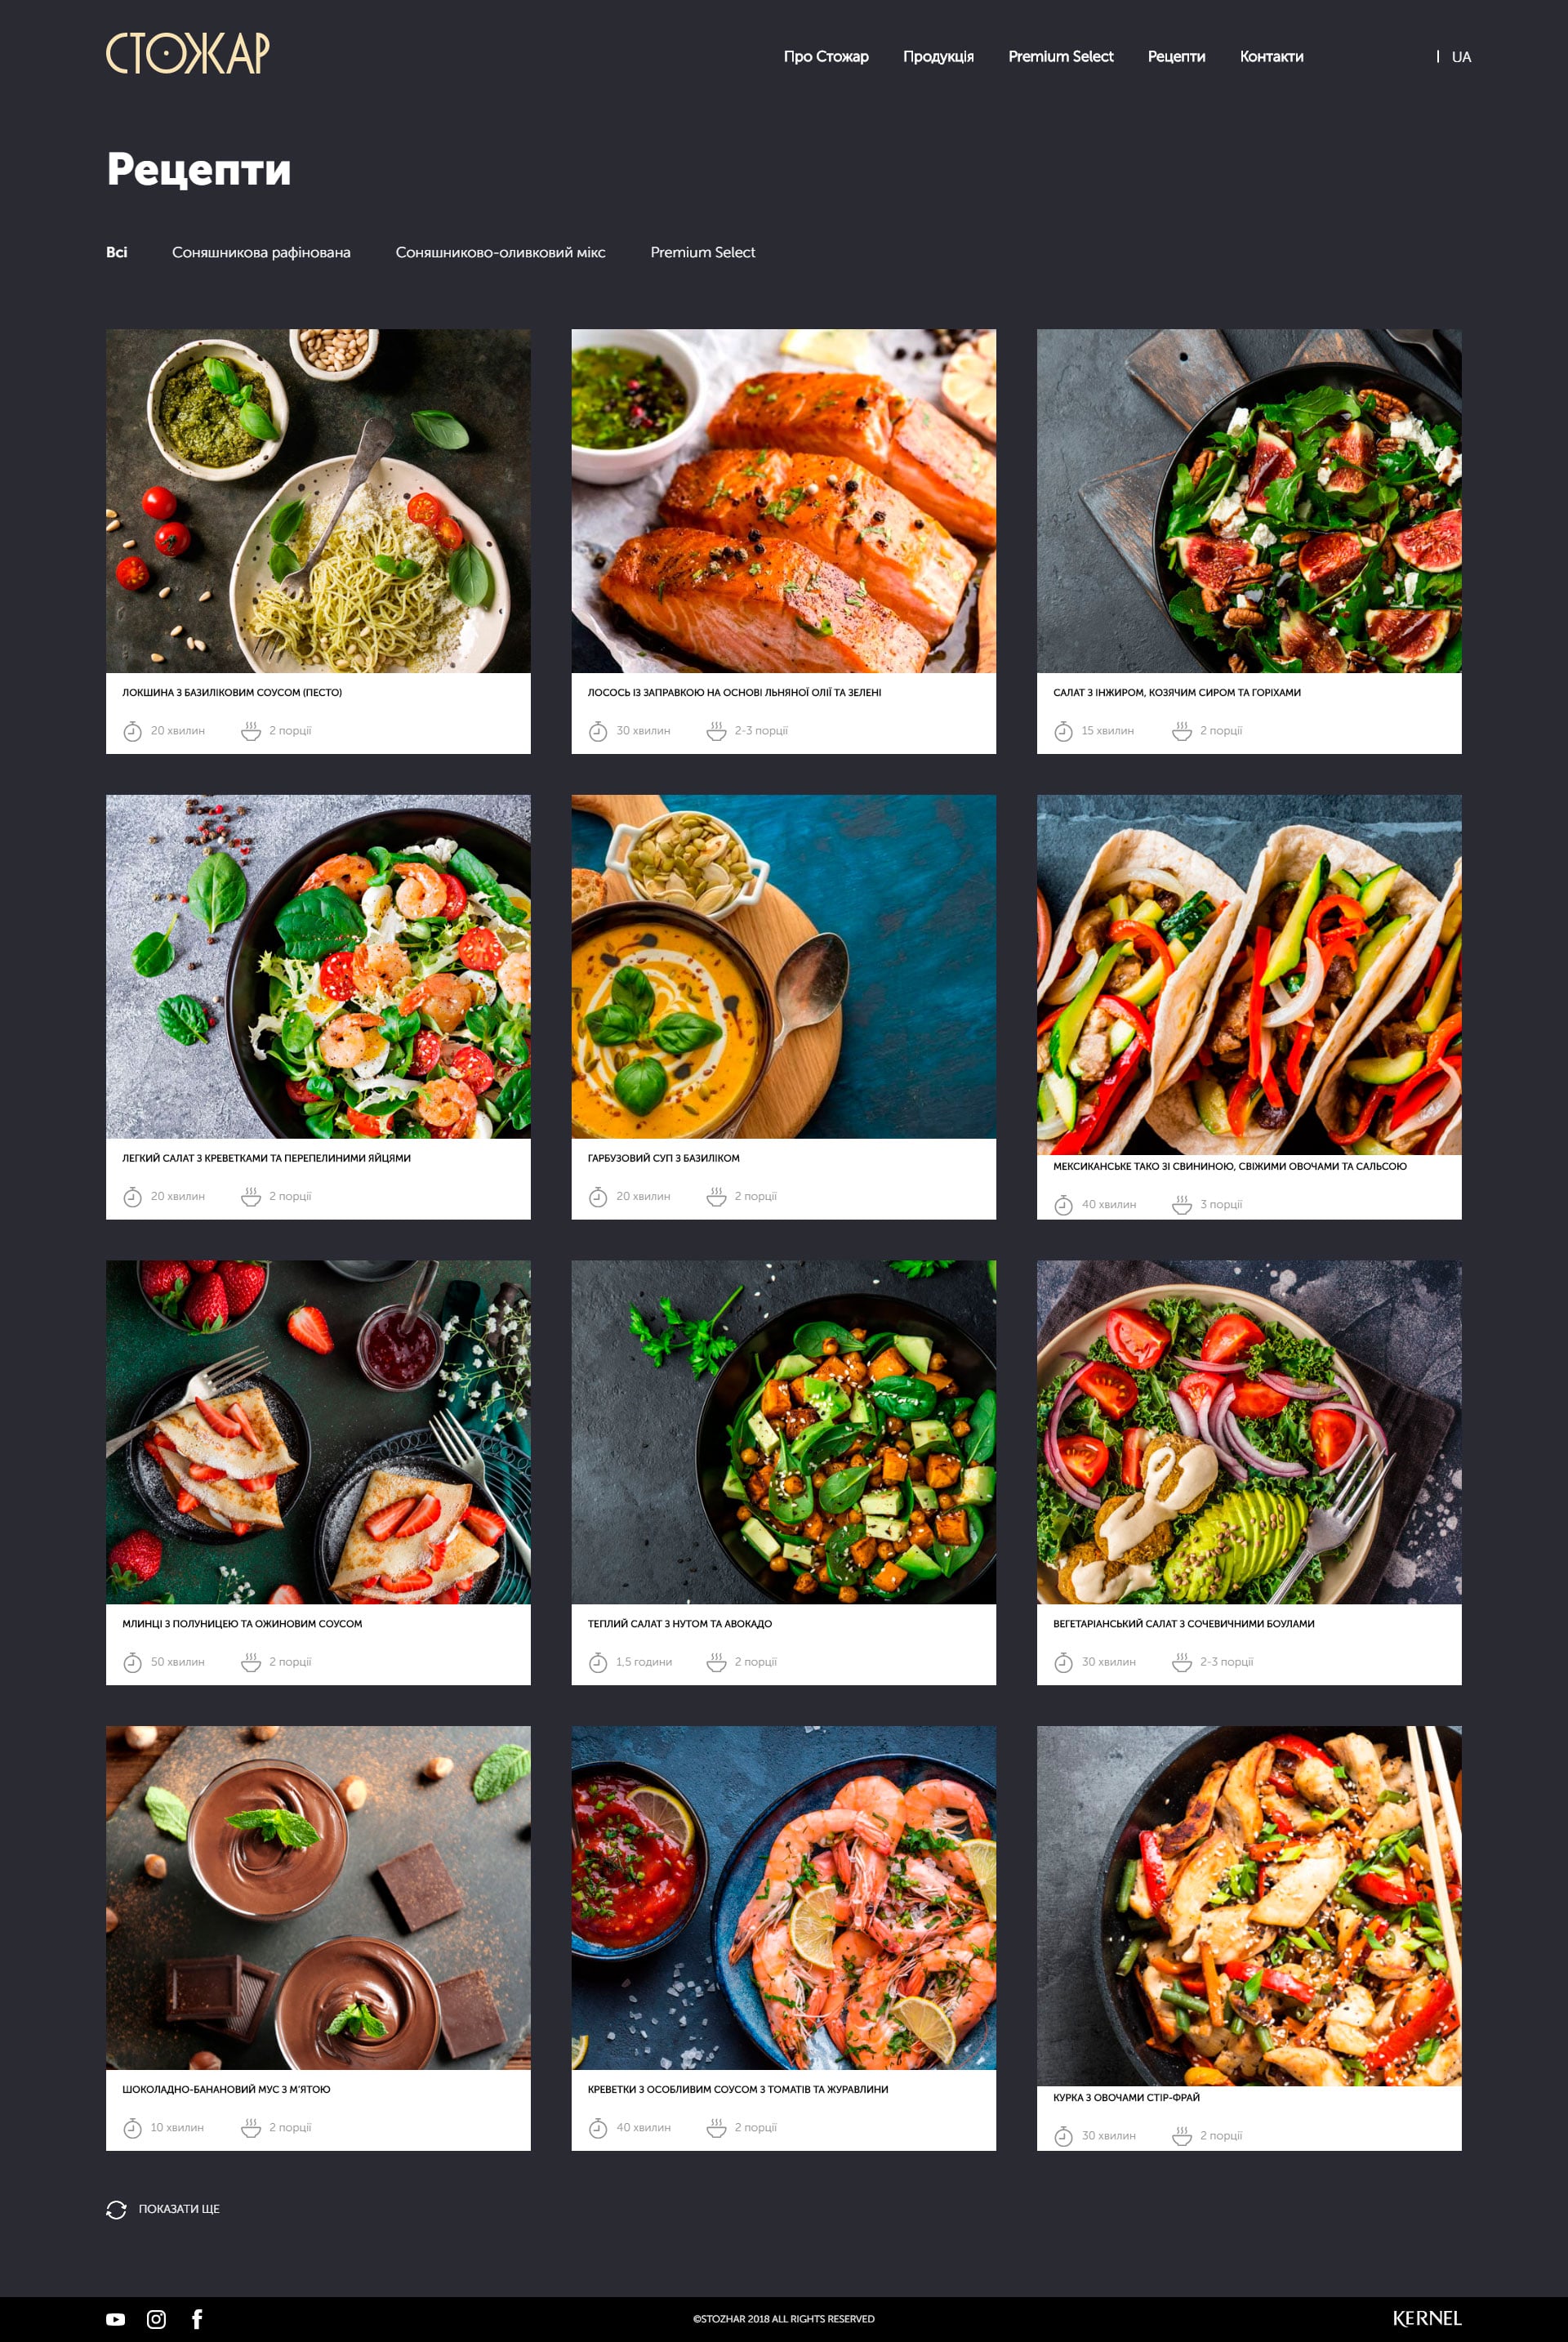 СТОЖАР
Про Стожар
Продукція
Premium Select
Рецепти
Контакти
UA
Рецепти
Всі
Соняшникова рафінована
Соняшниково-оливковий мікс
Premium Select
ЛОКШИНА З БАЗИЛІКОВИМ СОУСОМ (ПЕСТО)
20 хвилин
2 порції
ЛОСОСЬ ІЗ ЗАПРАВКОЮ НА ОСНОВІ ЛЬНЯНОЇ ОЛІЇ ТА ЗЕЛЕНІ
30 хвилин
2-3 порції
САЛАТ З ІНЖИРОМ, КОЗЯЧИМ СИРОМ ТА ГОРІХАМИ
15 хвилин
2 порції
ЛЕГКИЙ САЛАТ З КРЕВЕТКАМИ ТА ПЕРЕПЕЛИНИМИ ЯЙЦЯМИ
20 хвилин
2 порції
ГАРБУЗОВИЙ СУП З БАЗИЛІКОМ
20 хвилин
2 порції
МЕКСИКАНСЬКЕ ТАКО ЗІ СВИНИНОЮ, СВІЖИМИ ОВОЧАМИ ТА САЛЬСОЮ
40 хвилин
3 порції
МЛИНЦІ З ПОЛУНИЦЕЮ ТА ОЖИНОВИМ СОУСОМ
50 хвилин
2 порції
ТЕПЛИЙ САЛАТ З НУТОМ ТА АВОКАДО
1,5 години
2 порції
ВЕГЕТАРІАНСЬКИЙ САЛАТ З СОЧЕВИЧНИМИ БОУЛАМИ
30 хвилин
2-3 порції
ШОКОЛАДНО-БАНАНОВИЙ МУС З М'ЯТОЮ
10 хвилин
2 порції
КРЕВЕТКИ З ОСОБЛИВИМ СОУСОМ З ТОМАТІВ ТА ЖУРАВЛИНИ
40 хвилин
2 порції
КУРКА З ОВОЧАМИ СТІР-ФРАЙ
30 хвилин
2 порції
ПОКАЗАТИ ЩЕ
©STOZHAR 2018 ALL RIGHTS RESERVED
KERNEL